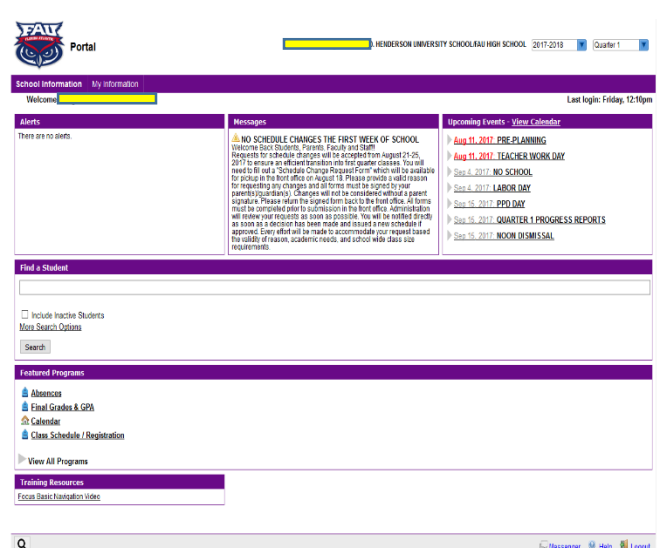 FAU
Portal
. HENDERSON UNIVERSITY SCHOOL/FAU HIGH SCHOOL 2017-2018 Quarter 1
School Information My Information
Welcome
Last login: Friday, 12:10pm
Alerts
There are no alerts.
Messages
NO SCHEDULE CHANGES THE FIRST WEEK OF SCHOOL
Welcome Back Students, Parents, Faculty and Staff!!
Requests for schedule changes will be accepted from August 21-25,
2017 to ensure an efficient transition into first quarter classes. You will
need to fill out a "Schedule Change Request Form" which will be available
for pickup in the front office on August 18. Please provide a valid reason
for requesting any changes and all forms must be signed by your
parent(s)/guardian(s). Changes will not be considered without a parent
signature. Please return the signed form back to the front office. All forms
must be completed prior to submission in the front office. Administration
will review your requests as soon as possible. You will be notified directly
as soon as a decision has been made and issued a new schedule if
approved. Every effort will be made to accommodate your request based
the validity of reason, academic needs, and school wide class size
requirements.
Upcoming Events - View Calendar
Aug 11, 2017: PRE-PLANNING
Aug 11, 2017: TEACHER WORK DAY
Sep 4, 2017: NO SCHOOL
Sep 4, 2017: LABOR DAY
Sep 15, 2017: PPD DAY
Sep 15, 2017: QUARTER 1 PROGRESS REPORTS
Sep 15, 2017: NOON DISMISSAL
Find a Student
Include Inactive Students
More Search Options
Search
Featured Programs
Absences
Final Grades & GPA
Calendar
Class Schedule / Registration
View All Programs
Training Resources
Focus Basic Navigation Video
Messenger Help Logout